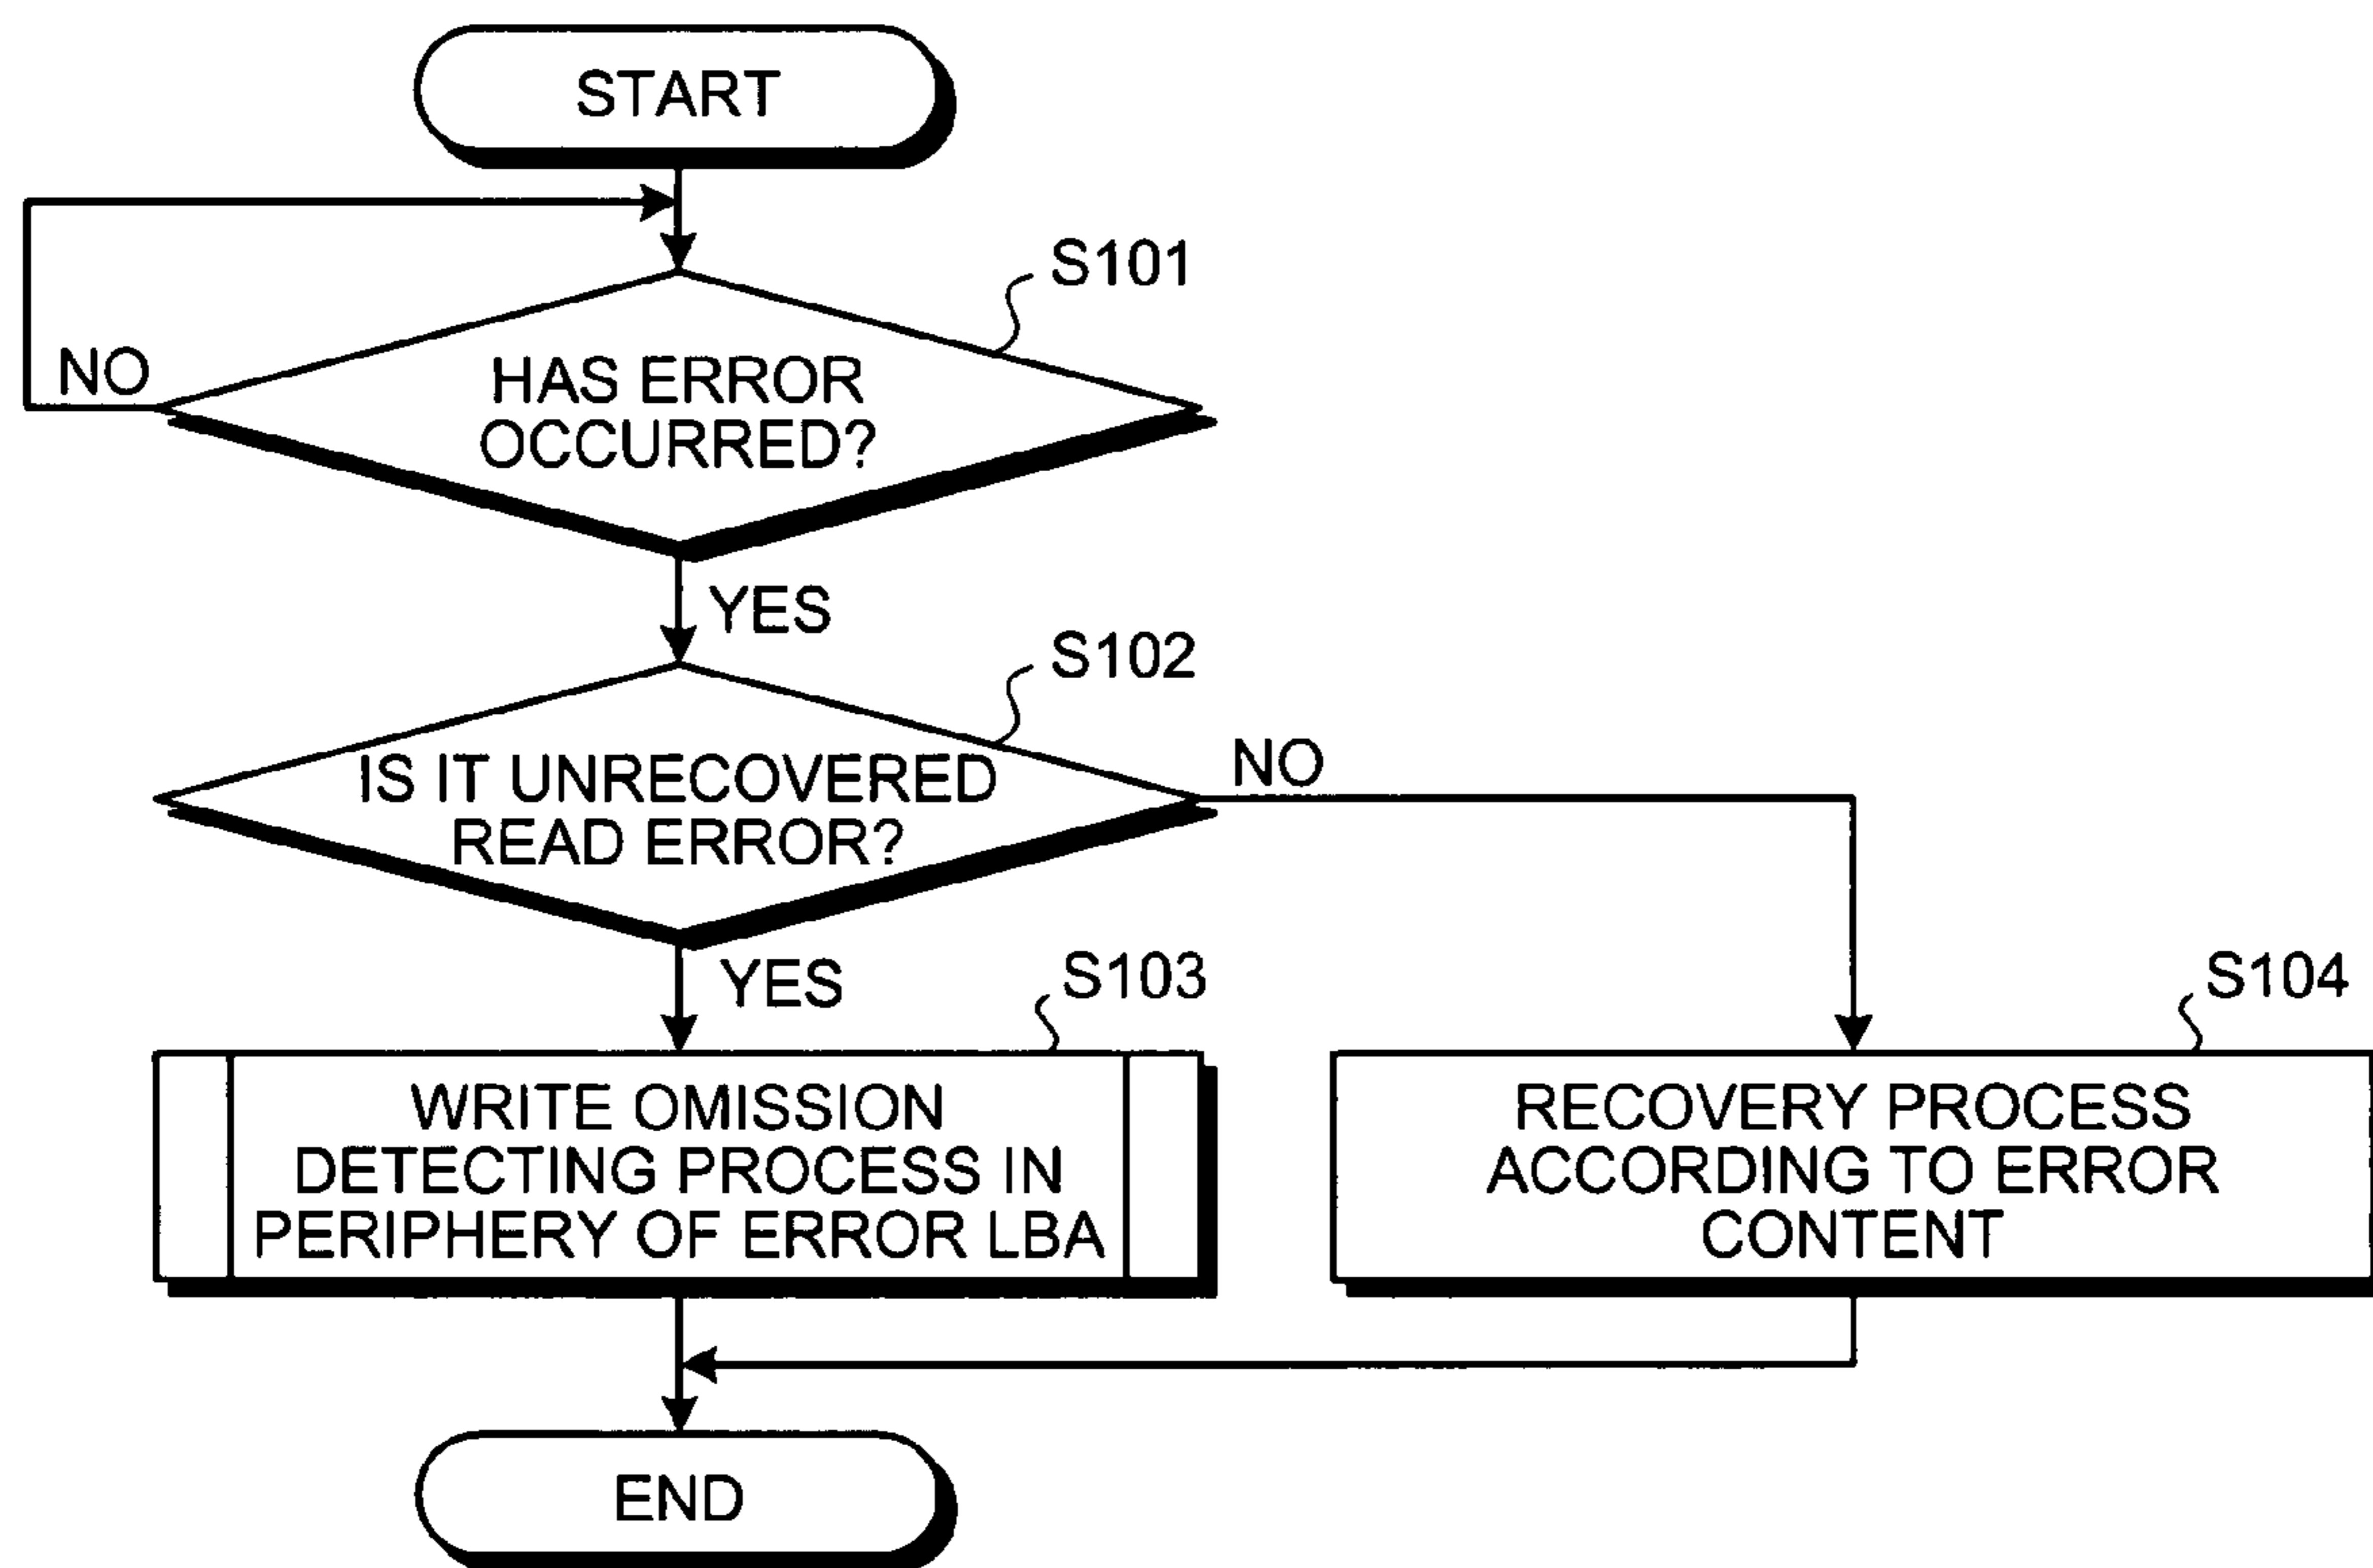 START
S101
HAS ERROR
OCCURRED?
NO
YES
S102
IS IT UNRECOVERED
READ ERROR?
NO
YES
S103
WRITE OMISSION
DETECTING PROCESS IN
PERIPHERY OF ERROR LBA
S104
RECOVERY PROCESS
ACCORDING TO ERROR
CONTENT
END